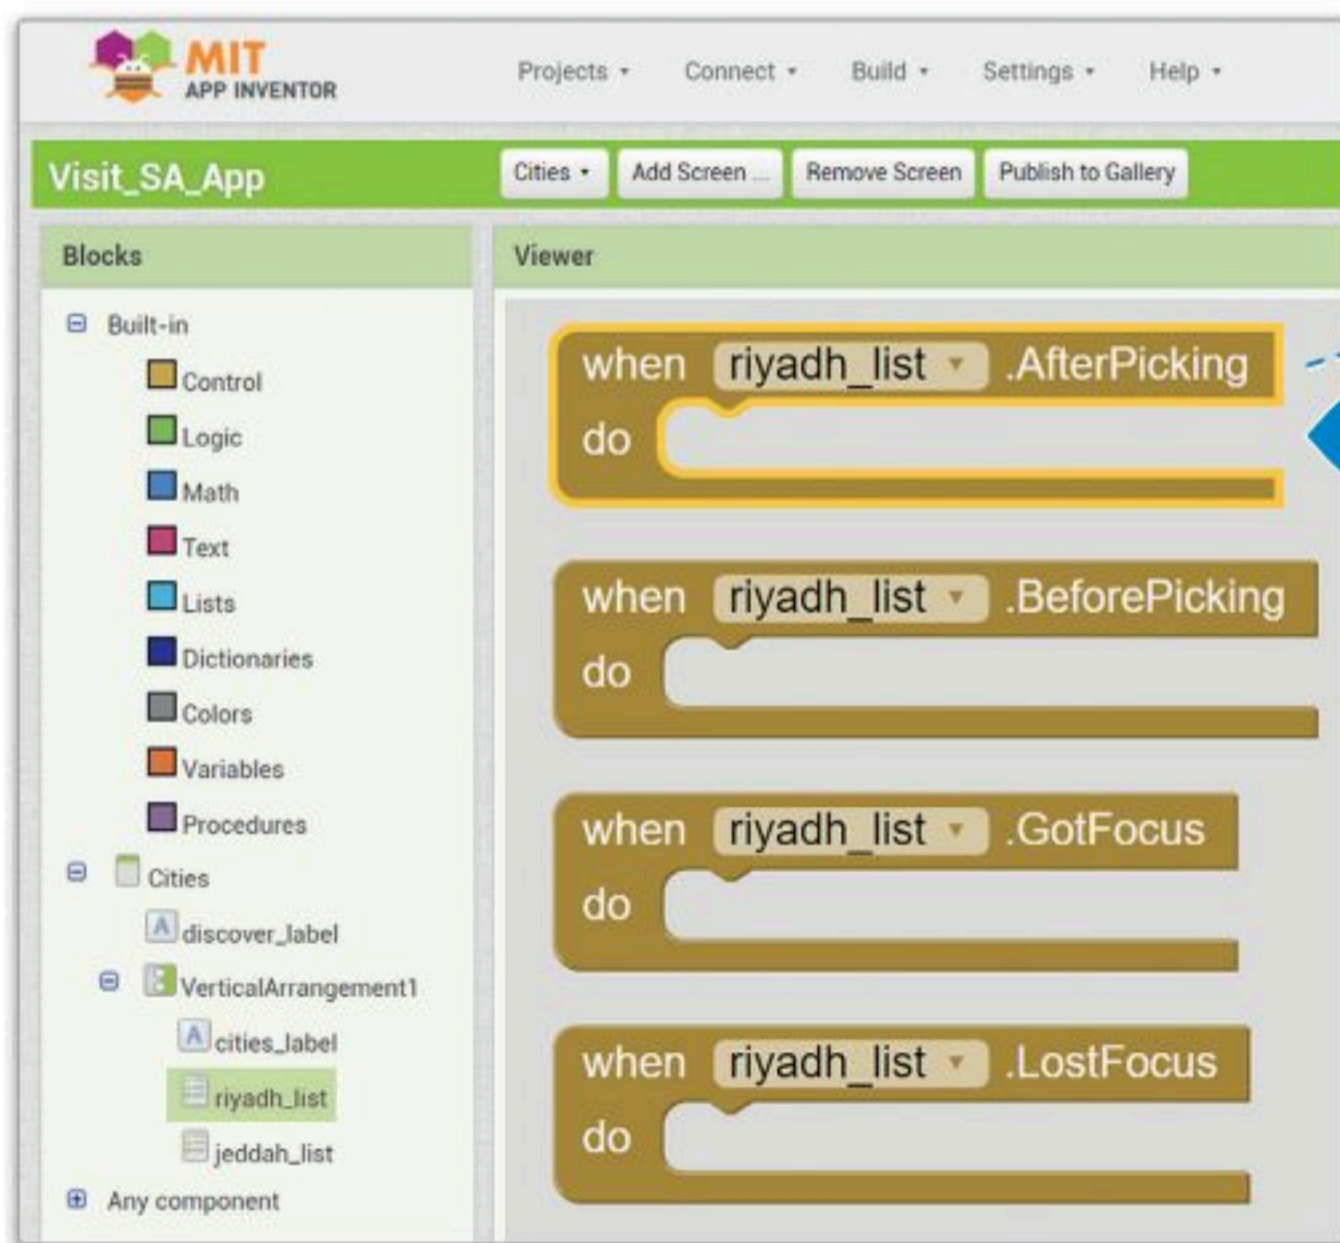 MIT
APP INVENTOR
Projects Connect Build Settings Help
Visit_SA_App
Cities Add Screen ... Remove Screen Publish to Gallery
Blocks
Viewer
Built-in
Control
Logic
Math
Text
Lists
Dictionaries
Colors
Variables
Procedures
Cities
discover_label
VerticalArrangement1
cities_label
riyadh_list
jeddah_list
Any component
when riyadh_list .AfterPicking
do
when riyadh_list .BeforePicking
do
when riyadh_list .GotFocus
do
when riyadh_list .LostFocus
do